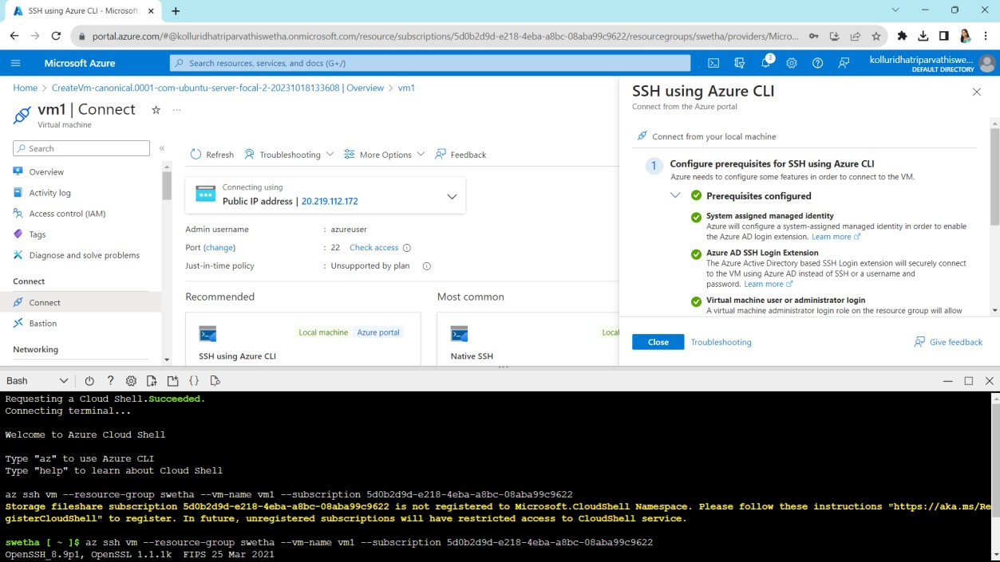 SSH using Azure CLI - Microsoft
portal.azure.com/#@kolluridhatriparvathiswetha.onmicrosoft.com/resource/subscriptions/5d0b2d9d-e218-4eba-a8bc-08aba99c9622/resourcegroups/swetha/providers/Micro...
Microsoft Azure
Search resources, services, and docs (G+/)
3
kolluridhatriparvathiswe...
DEFAULT DIRECTORY
Home > CreateVm-canonical.0001-com-ubuntu-server-focal-2-20231018133608 | Overview > vm1
vm1 | Connect
Virtual machine
Search
Overview
Activity log
Access control (IAM)
Tags
Diagnose and solve problems
Connect
Connect
Bastion
Networking
Refresh
Troubleshooting
More Options
Feedback
Connecting using
Public IP address | 20.219.112.172
Admin username : azureuser
Port (change) : 22 Check access
Just-in-time policy : Unsupported by plan
Recommended
Most common
Local machine Azure portal
SSH using Azure CLI
Local
Native SSH
SSH using Azure CLI
Connect from the Azure portal
Connect from your local machine
1 Configure prerequisites for SSH using Azure CLI
Azure needs to configure some features in order to connect to the VM.
Prerequisites configured
System assigned managed identity
Azure will configure a system-assigned managed identity in order to enable
the Azure AD login extension. Learn more
Azure AD SSH Login Extension
The Azure Active Directory based SSH Login extension will securely connect
to the VM using Azure AD instead of SSH or a username and
password. Learn more
Virtual machine user or administrator login
A virtual machine administrator login role on the resource group will allow
Close
Troubleshooting
Give feedback
Bash
Requesting a Cloud Shell.Succeeded.
Connecting terminal...
Welcome to Azure Cloud Shell
Type "az" to use Azure CLI
Type "help" to learn about Cloud Shell
az ssh vm --resource-group swetha --vm-name vm1 --subscription 5d0b2d9d-e218-4eba-a8bc-08aba99c9622
Storage fileshare subscription 5d0b2d9d-e218-4eba-a8bc-08aba99c9622 is not registered to Microsoft.CloudShell Namespace. Please follow these instructions "https://aka.ms/Re
gisterCloudShell" to register. In future, unregistered subscriptions will have restricted access to CloudShell service.
swetha [ ~ ]$ az ssh vm --resource-group swetha --vm-name vm1 --subscription 5d0b2d9d-e218-4eba-a8bc-08aba99c9622
OpenSSH_8.9p1, OpenSSL 1.1.1k  FIPS 25 Mar 2021